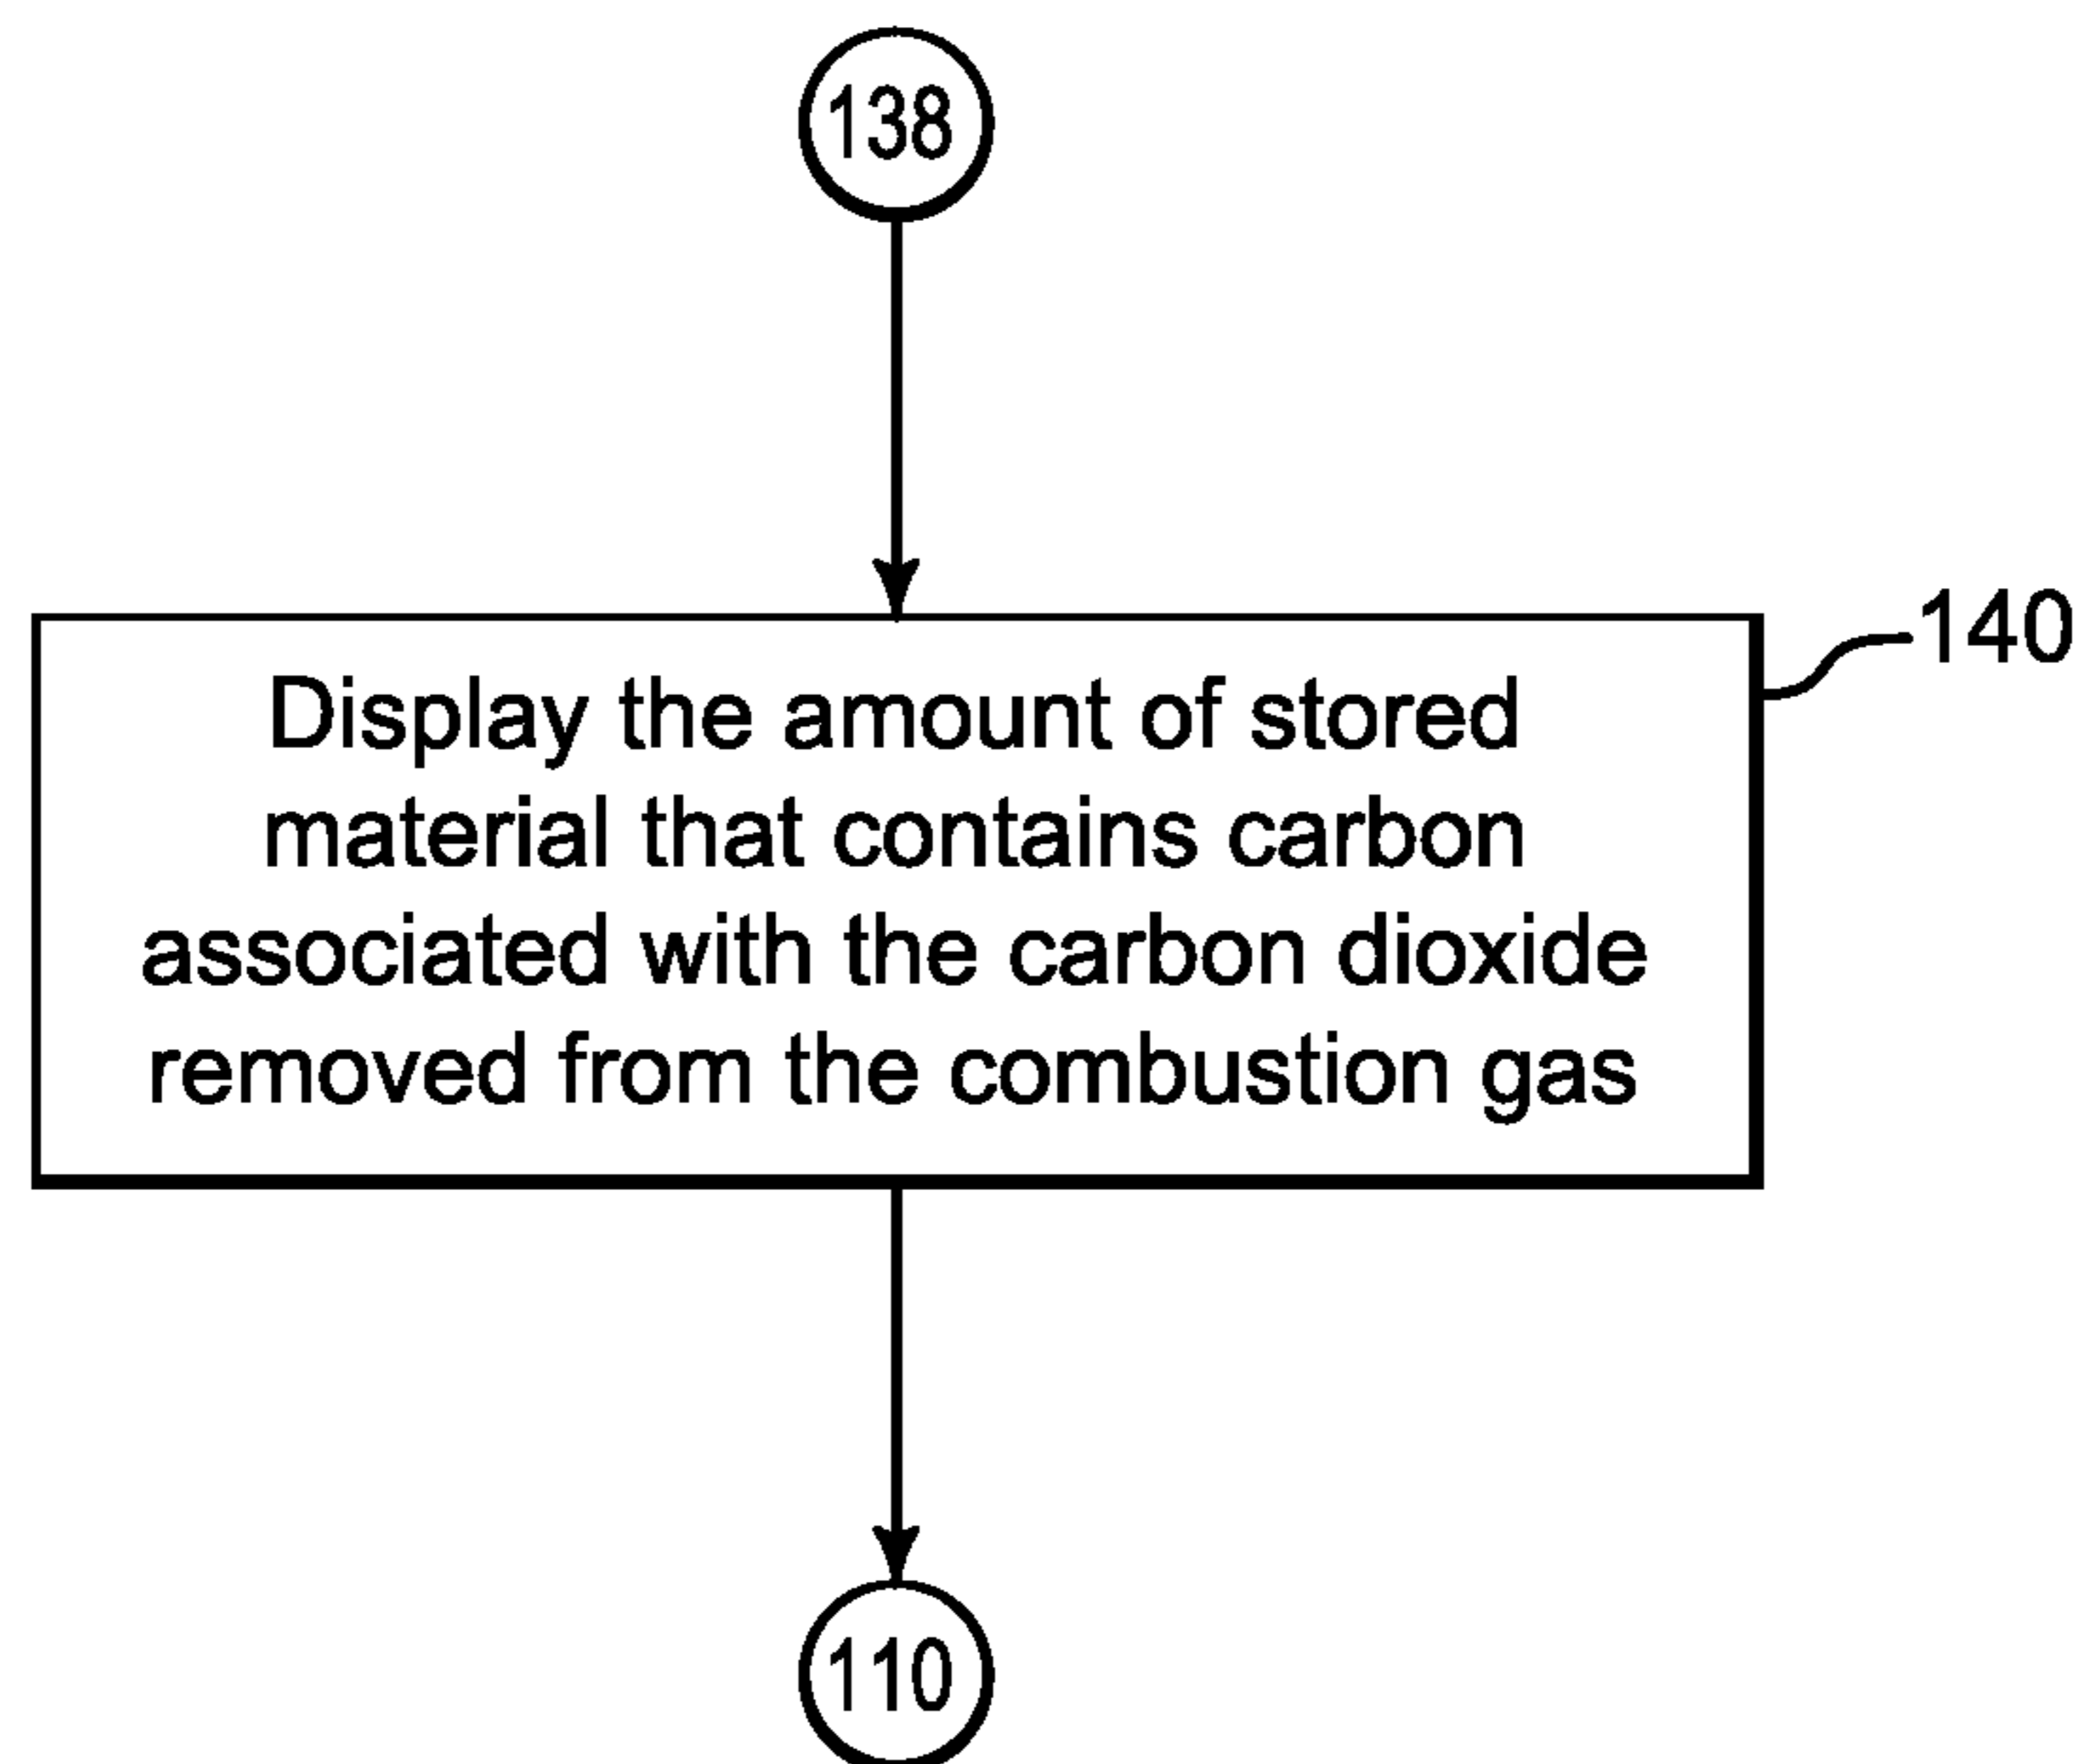 138
140
Display the amount of stored
material that contains carbon
associated with the carbon dioxide
removed from the combustion gas
110